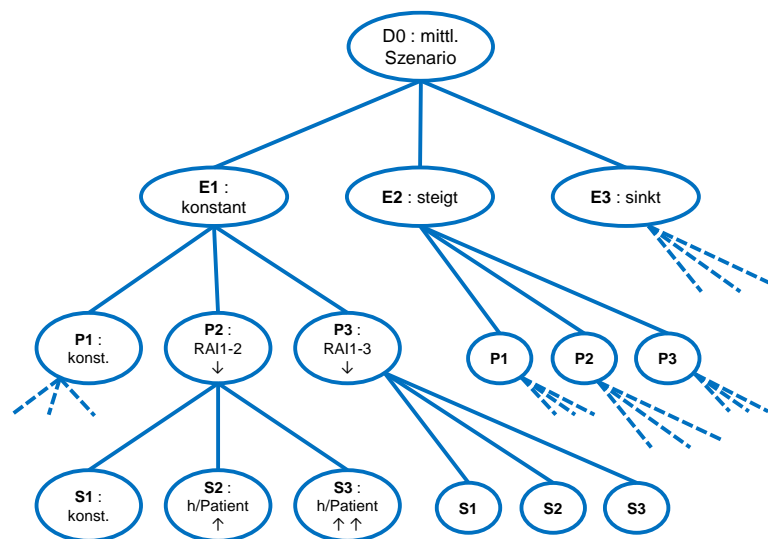 D0 : mittl.
Szenario
E1 :
konstant
E2 : steigt
E3 : sinkt
P1 :
konst.
P2 :
RAI1-2
↓
P3 :
RAI1-3
↓
P1
P2
P3
S1 :
konst.
S2 :
h/Patient
↑
S3 :
h/Patient
↑ ↑
S1
S2
S3